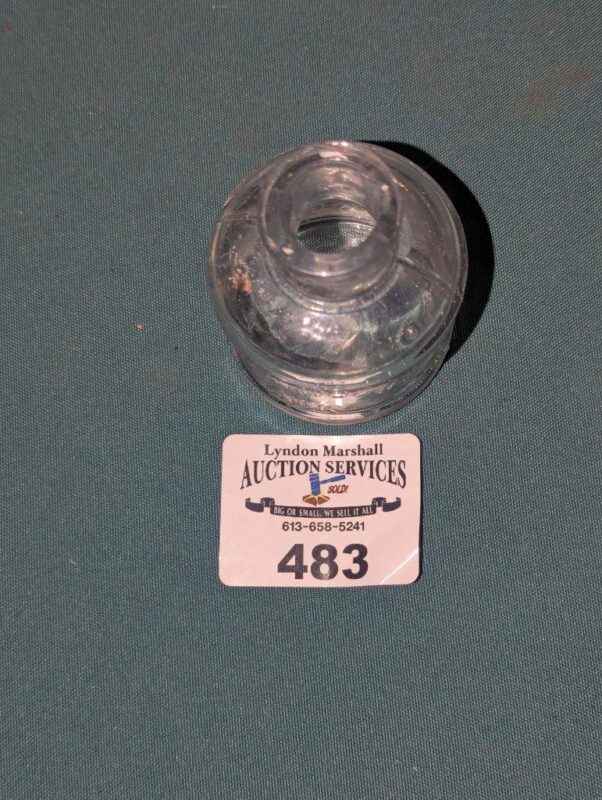 Lyndon Marshall
AUCTION SERVICES
SOLD!
BIG OR SMALL, WE SELL IT ALL
613-658-5241
483